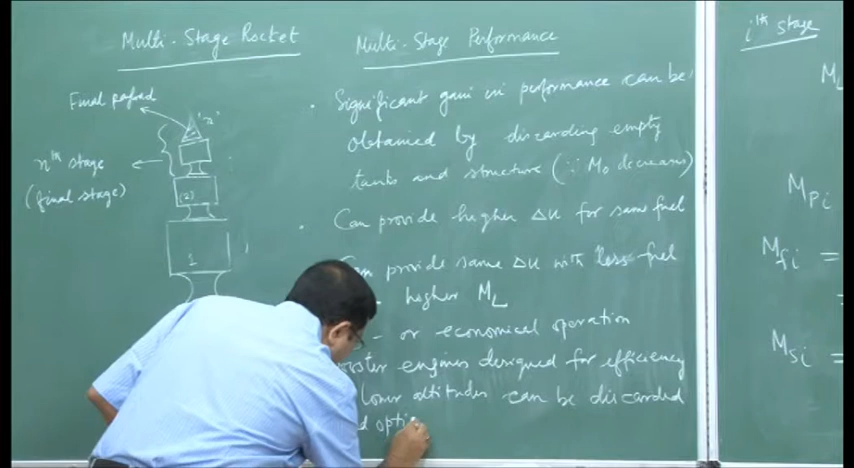 Multi-Stage Rocket
Final payload
"n"
nth stage
(final stage)
(2)
1
Multi-Stage Performance
. Significant gain in performance can be
obtained by discarding empty
tanks and structure (∵ M₀ decreases)
. Can provide higher Δu for same fuel
provide same Δu with less fuel
- higher M_L
- or economical operation
engines designed for efficiency
lower altitudes can be discarded
opti
ith stage
M_L
M_Pi
M_fi =
=
M_Si =